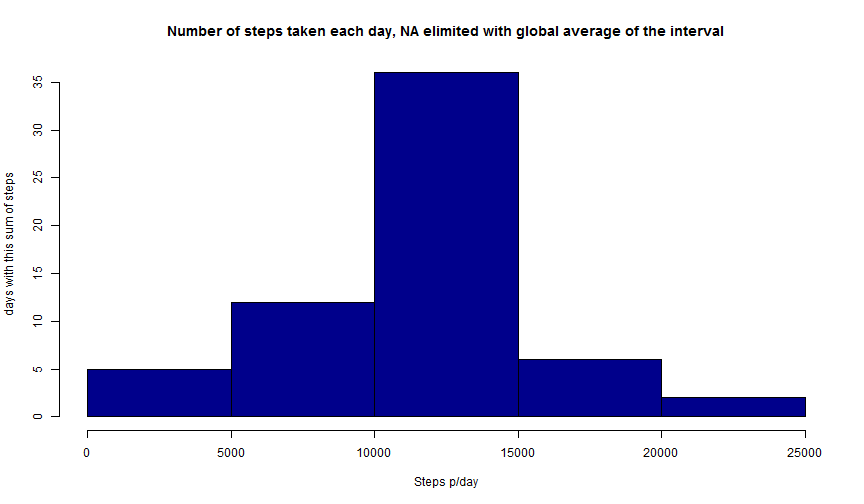 Number of steps taken each day, NA elimited with global average of the interval
days with this sum of steps
35
30
25
20
15
10
5
0
0 5000 10000 15000 20000 25000
Steps p/day